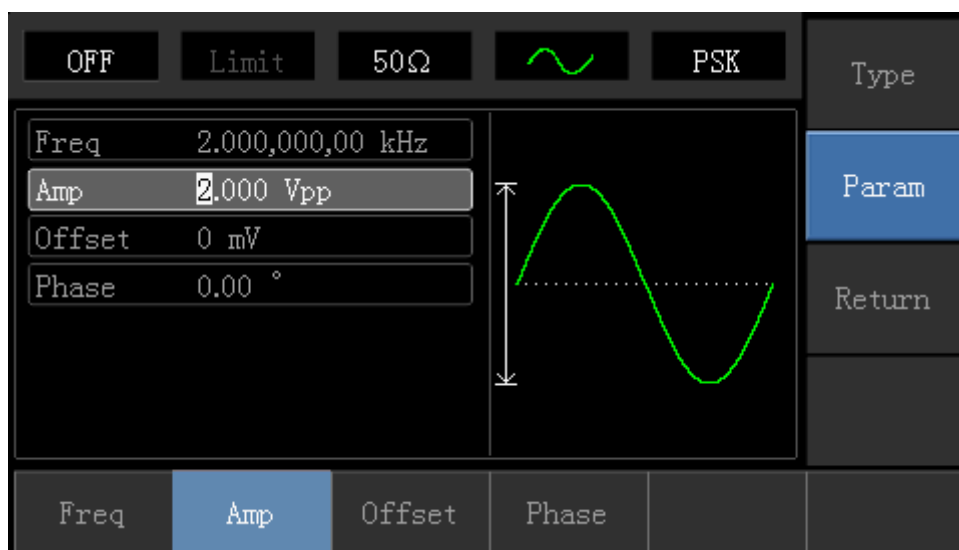 OFF Limit 50Ω PSK
Type
Freq 2.000,000,00 kHz
Amp 2.000 Vpp
Param
Offset 0 mV
Phase 0.00 °
Return
Freq Amp Offset Phase